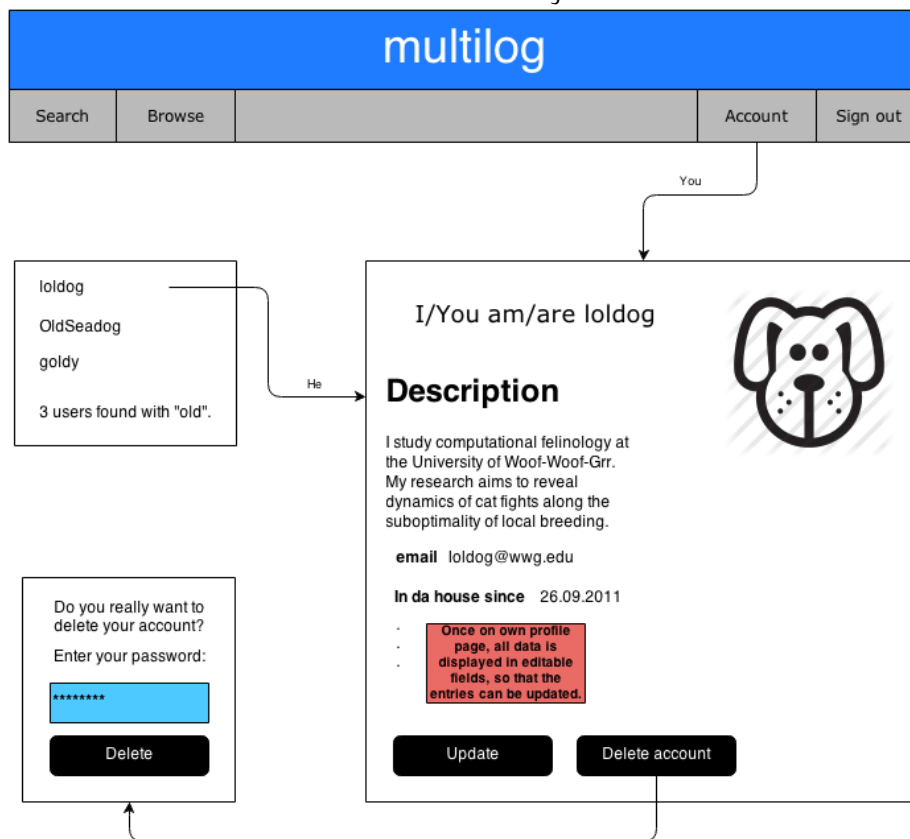 multilog
Search
Browse
Account
Sign out
You
loldog
OldSeadog
goldy
3 users found with "old".
He
I/You am/are loldog
Description
I study computational felinology at
the University of Woof-Woof-Grr.
My research aims to reveal
dynamics of cat fights along the
suboptimality of local breeding.
email loldog@wwg.edu
In da house since 26.09.2011
.
.
.
Once on own profile
page, all data is
displayed in editable
fields, so that the
entries can be updated.
Update
Delete account
Do you really want to
delete your account?
Enter your password:
********
Delete